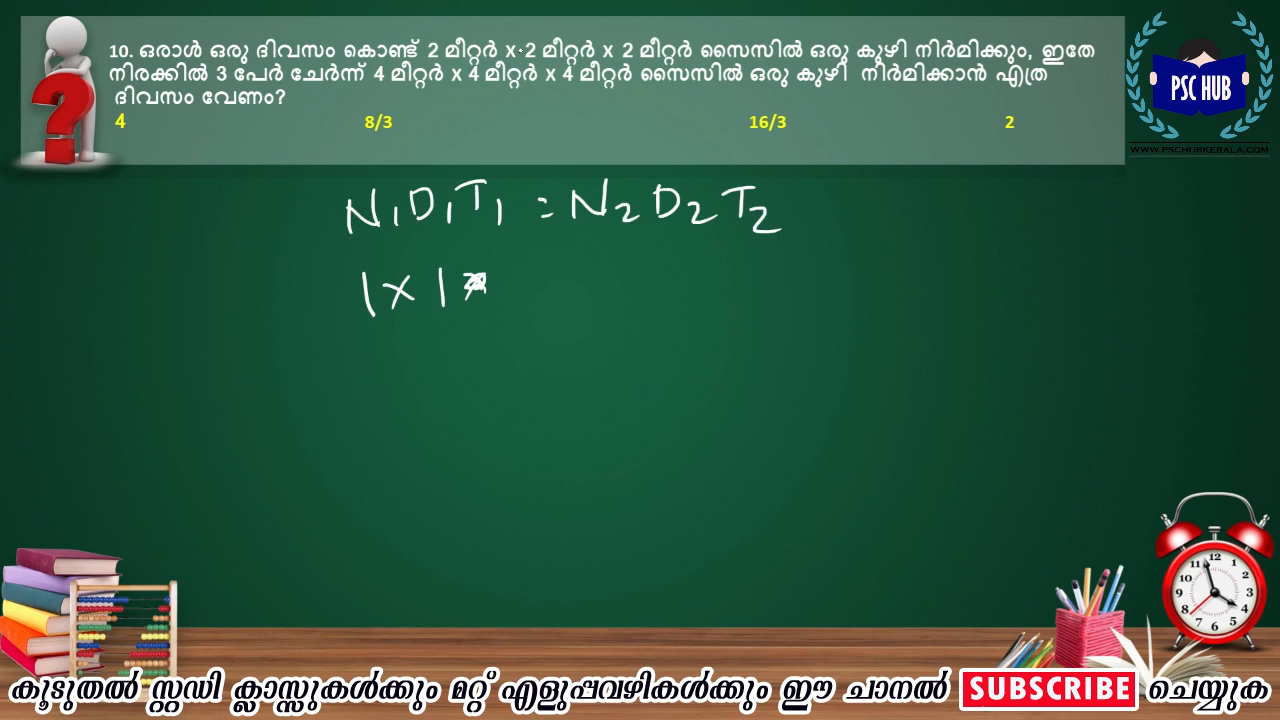 10. ഒരാൾ ഒരു ദിവസം കൊണ്ട് 2 മീറ്റർ x 2 മീറ്റർ x 2 മീറ്റർ സൈസിൽ ഒരു കുഴി നിർമിക്കും, ഇതേ
നിരക്കിൽ 3 പേർ ചേർന്ന് 4 മീറ്റർ x 4 മീറ്റർ x 4 മീറ്റർ സൈസിൽ ഒരു കുഴി നിർമിക്കാൻ എത്ര
ദിവസം വേണം?
4 8/3 16/3 2
PSC HUB
WWW.PSCHUBKERALA.COM
N₁D₁T₁ = N₂D₂T₂
1 x 1
കൂടുതൽ സ്റ്റഡി ക്ലാസ്സുകൾക്കും മറ്റ് എളുപ്പവഴികൾക്കും ഈ ചാനൽ SUBSCRIBE ചെയ്യുക